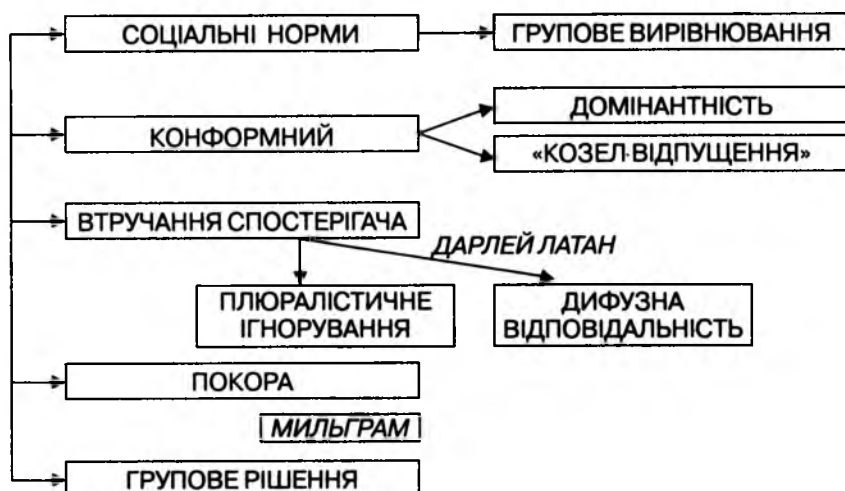 СОЦІАЛЬНІ НОРМИ
ГРУПОВЕ ВИРІВНЮВАННЯ
ДОМІНАНТНІСТЬ
КОНФОРМНИЙ
«КОЗЕЛ ВІДПУЩЕННЯ»
ВТРУЧАННЯ СПОСТЕРІГАЧА
ДАРЛЕЙ ЛАТАН
ПЛЮРАЛІСТИЧНЕ
ІГНОРУВАННЯ
ДИФУЗНА
ВІДПОВІДАЛЬНІСТЬ
ПОКОРА
МИЛЬГРАМ
ГРУПОВЕ РІШЕННЯ